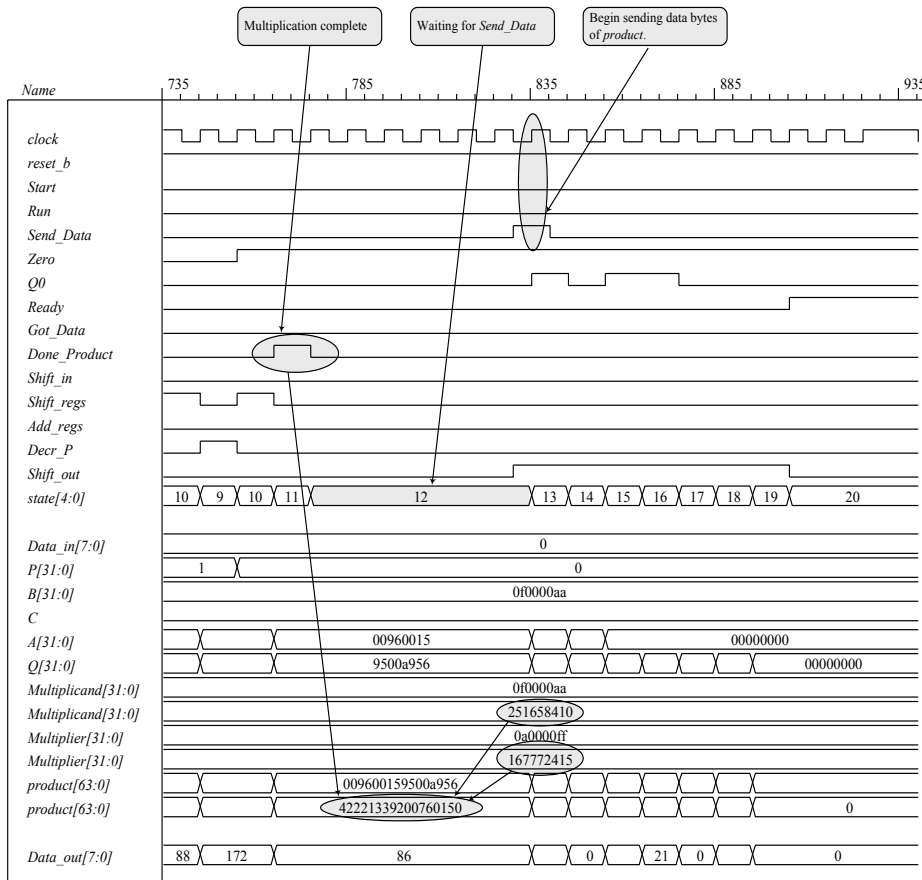 Multiplication complete
Waiting for Send_Data
Begin sending data bytes
of product.
Name
735 785 835 885 935
clock
reset_b
Start
Run
Send_Data
Zero
Q0
Ready
Got_Data
Done_Product
Shift_in
Shift_regs
Add_regs
Decr_P
Shift_out
state[4:0] 10 9 10 11 12 13 14 15 16 17 18 19 20
Data_in[7:0] 0
P[31:0] 1 0
B[31:0] 0f0000aa
C
A[31:0] 00960015 00000000
Q[31:0] 9500a956 00000000
Multiplicand[31:0] 0f0000aa
Multiplicand[31:0] 251658410
Multiplier[31:0] 0a0000ff
Multiplier[31:0] 167772415
product[63:0] 009600159500a956
product[63:0] 42221339200760150 0
Data_out[7:0] 88 172 86 0 21 0 0